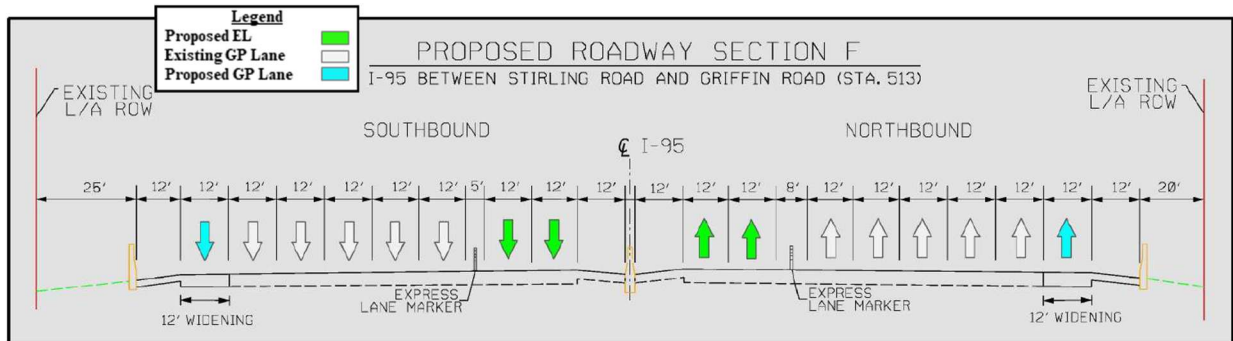 Legend
Proposed EL
Existing GP Lane
Proposed GP Lane
PROPOSED ROADWAY SECTION F
I-95 BETWEEN STIRLING ROAD AND GRIFFIN ROAD (STA. 513)
EXISTING
L/A ROW
EXISTING
L/A ROW
SOUTHBOUND
NORTHBOUND
℄ I-95
25' 12' 12' 12' 12' 12' 12' 12' 5' 12' 12' 12' 12' 12' 12' 8' 12' 12' 12' 12' 12' 12' 12' 20'
EXPRESS
LANE MARKER
EXPRESS
LANE MARKER
12' WIDENING
12' WIDENING